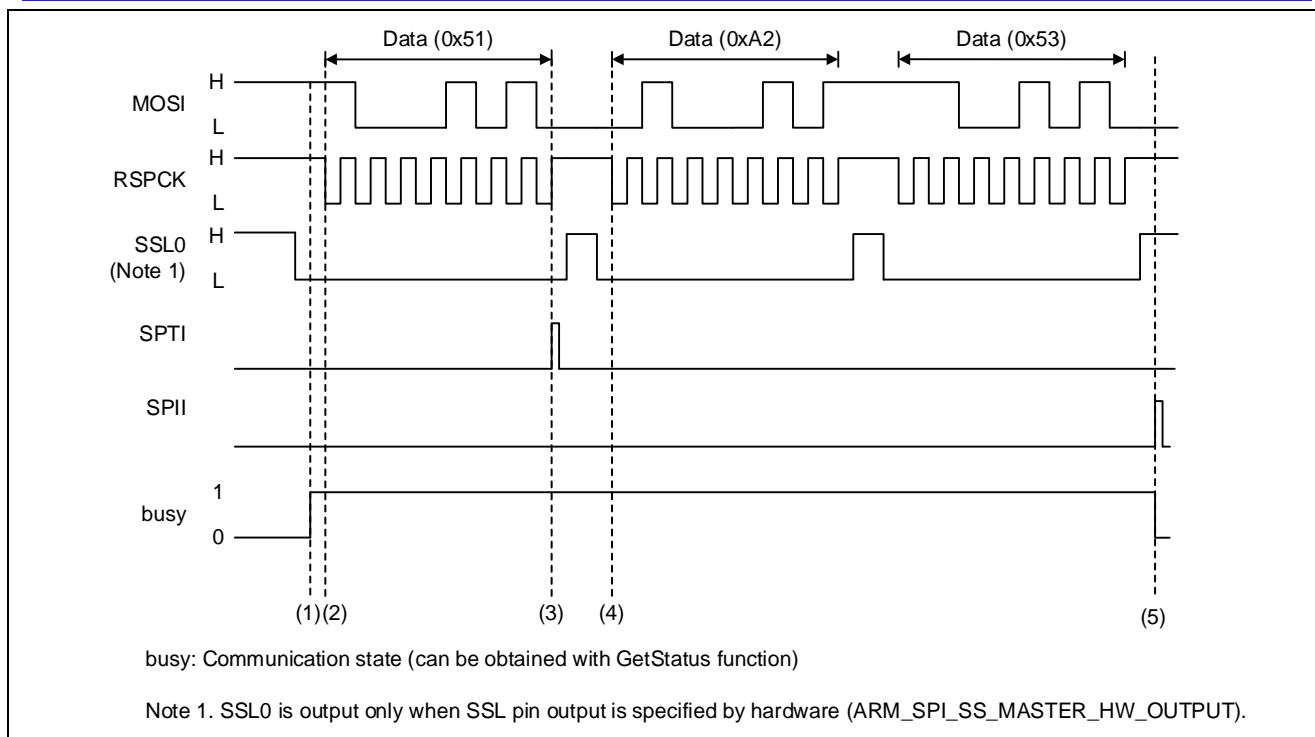 Data (0x51) Data (0xA2) Data (0x53)
H
MOSI
L
H
RSPCK
L
H
SSL0
(Note 1)
L
SPTI
SPII
1
busy
0
(1) (2) (3) (4) (5)
busy: Communication state (can be obtained with GetStatus function)
Note 1. SSL0 is output only when SSL pin output is specified by hardware (ARM_SPI_SS_MASTER_HW_OUTPUT).